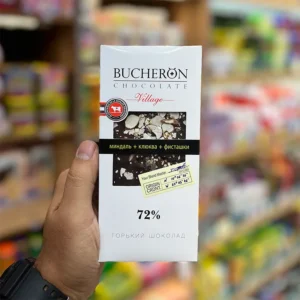 BUCHERON
CHOCOLATE
Village
миндаль + клюква + фисташки
72%
ГОРЬКИЙ ШОКОЛАД